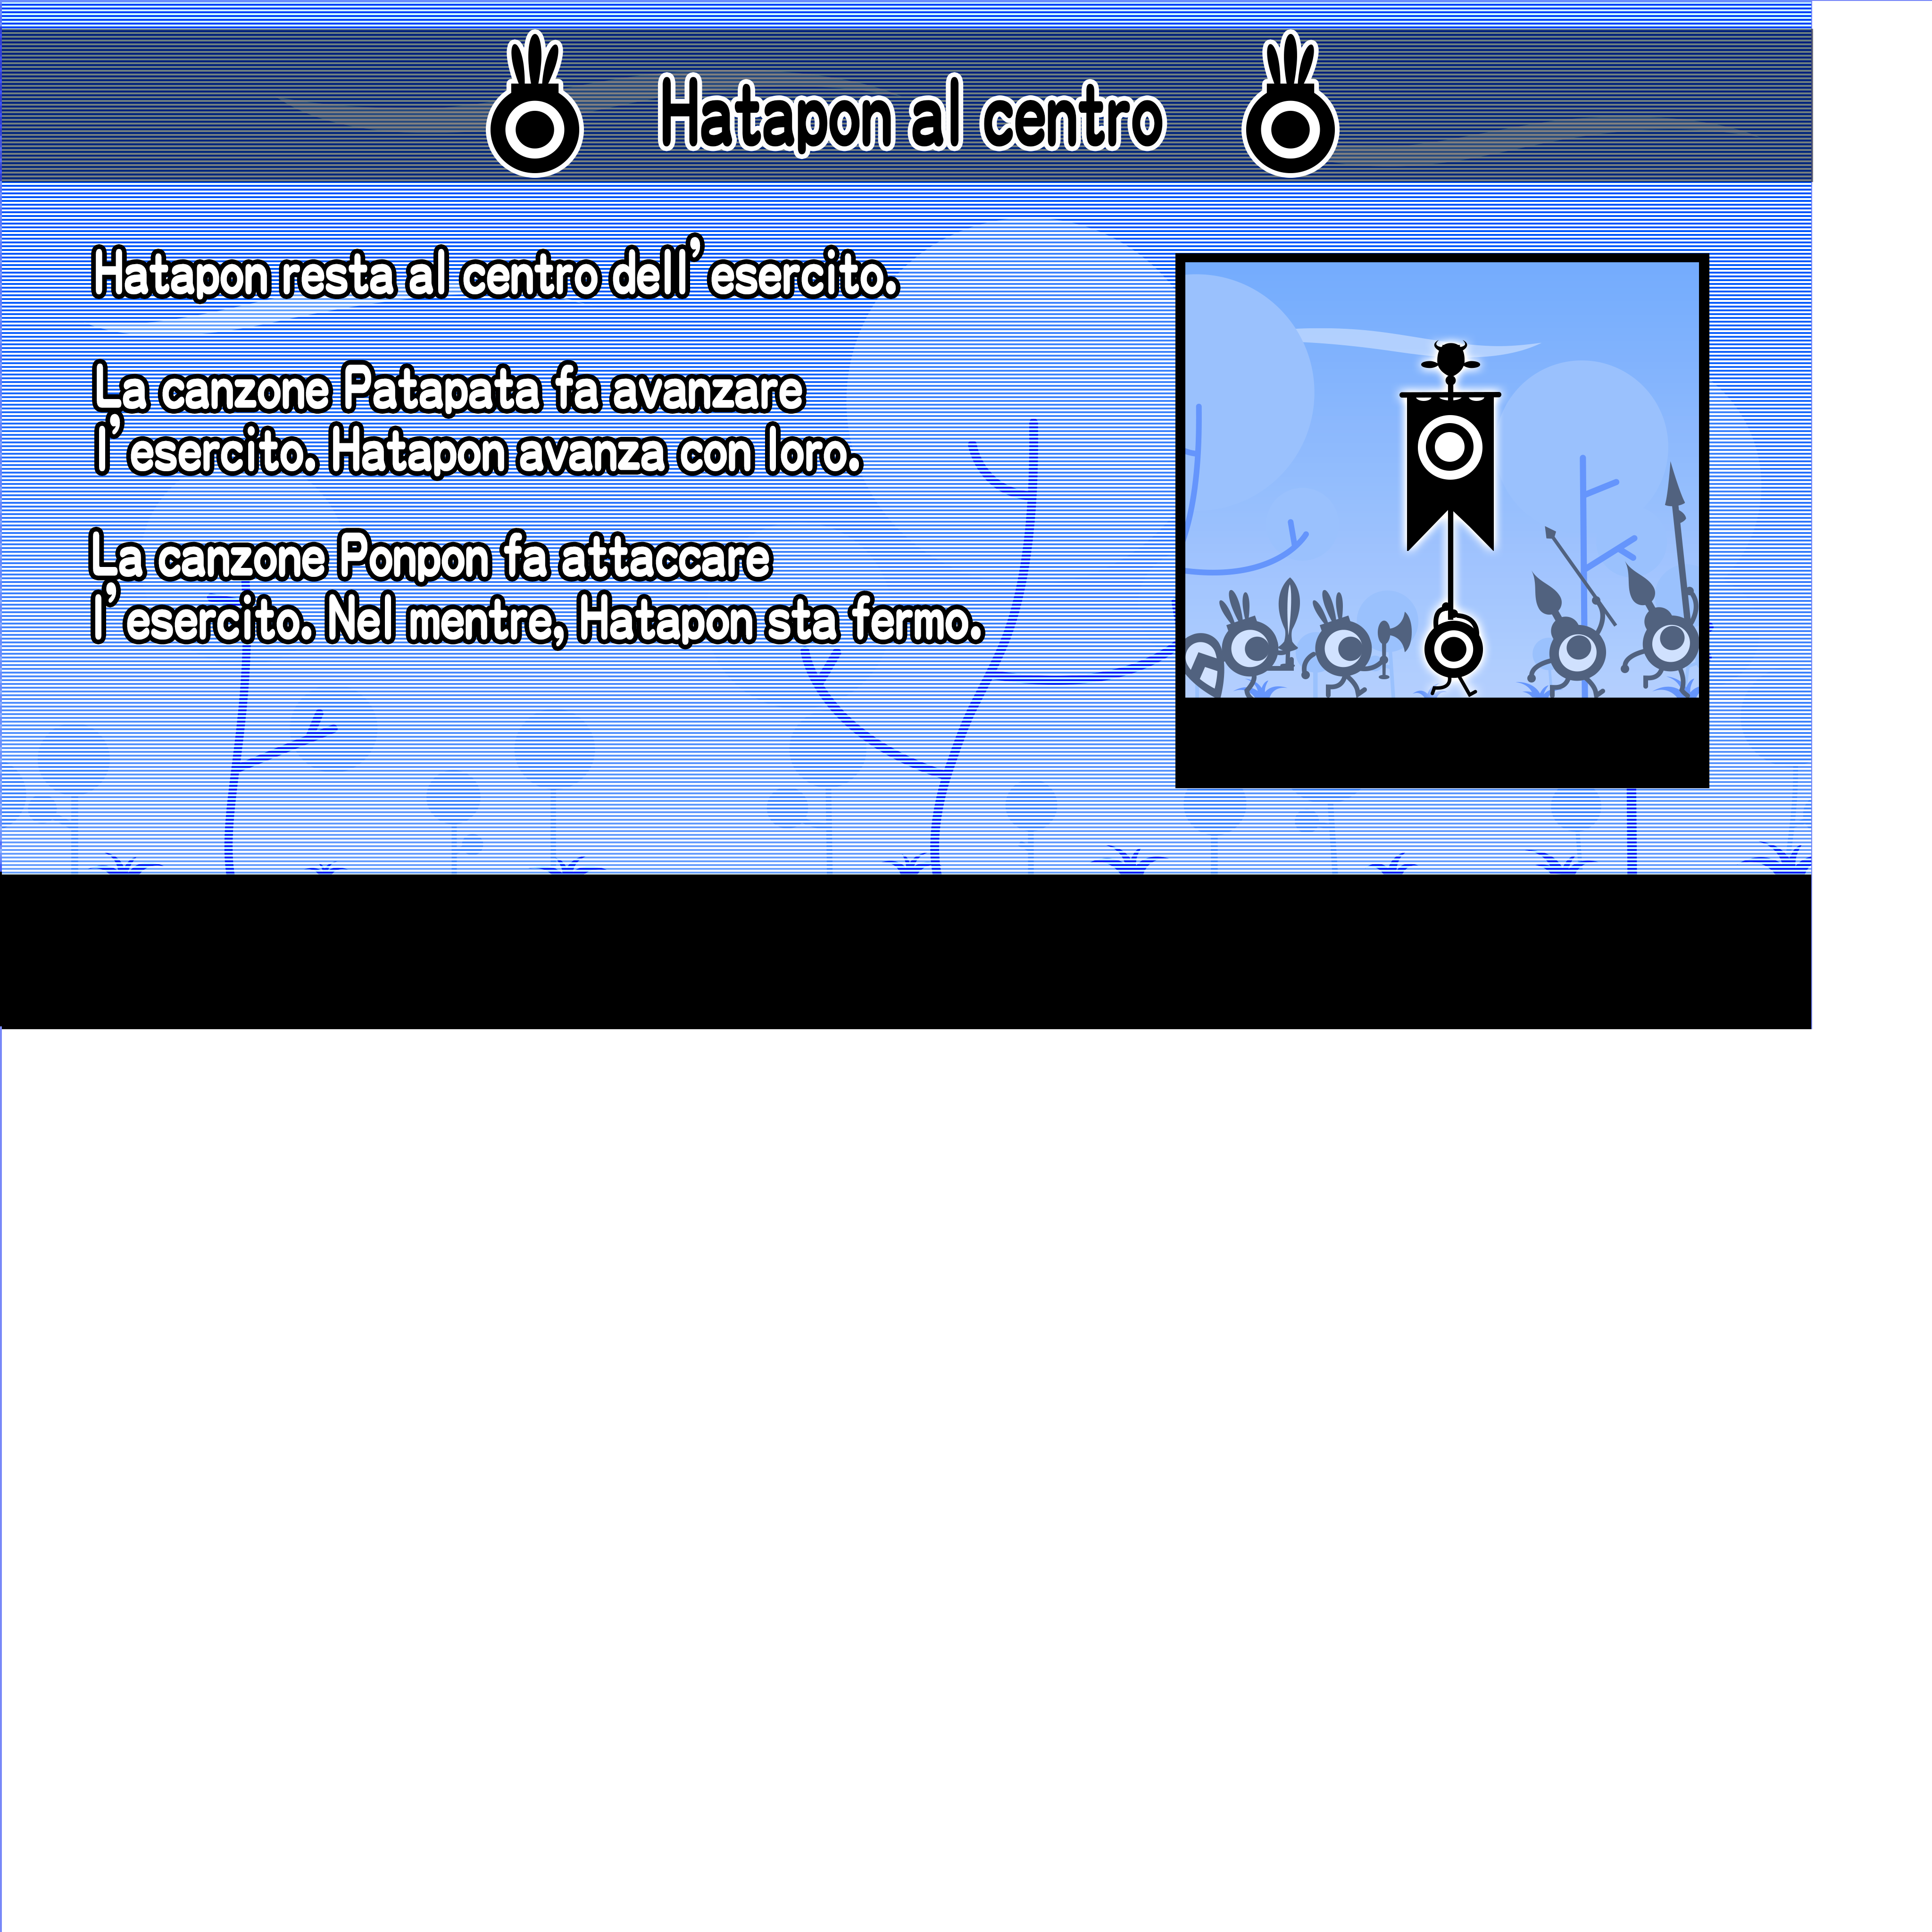 Hatapon al centro
Hatapon resta al centro dell'esercito.
La canzone Patapata fa avanzare
l'esercito. Hatapon avanza con loro.
La canzone Ponpon fa attaccare
l'esercito. Nel mentre, Hatapon sta fermo.